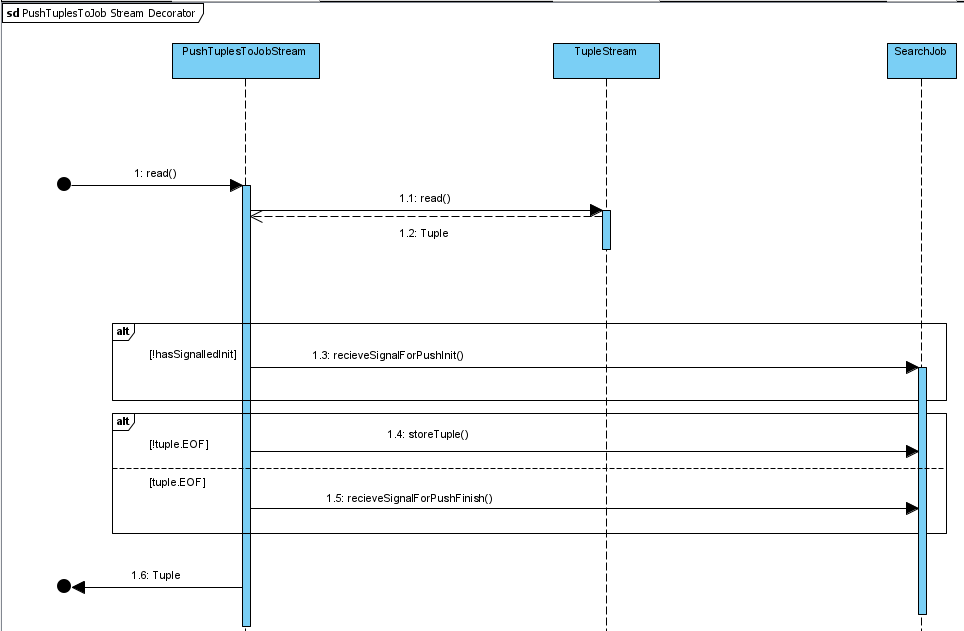 sd PushTuplesToJob Stream Decorator
PushTuplesToJobStream
TupleStream
SearchJob
1: read()
1.1: read()
1.2: Tuple
alt
[!hasSignalledInit]
1.3: recieveSignalForPushInit()
alt
[!tuple.EOF]
1.4: storeTuple()
[tuple.EOF]
1.5: recieveSignalForPushFinish()
1.6: Tuple